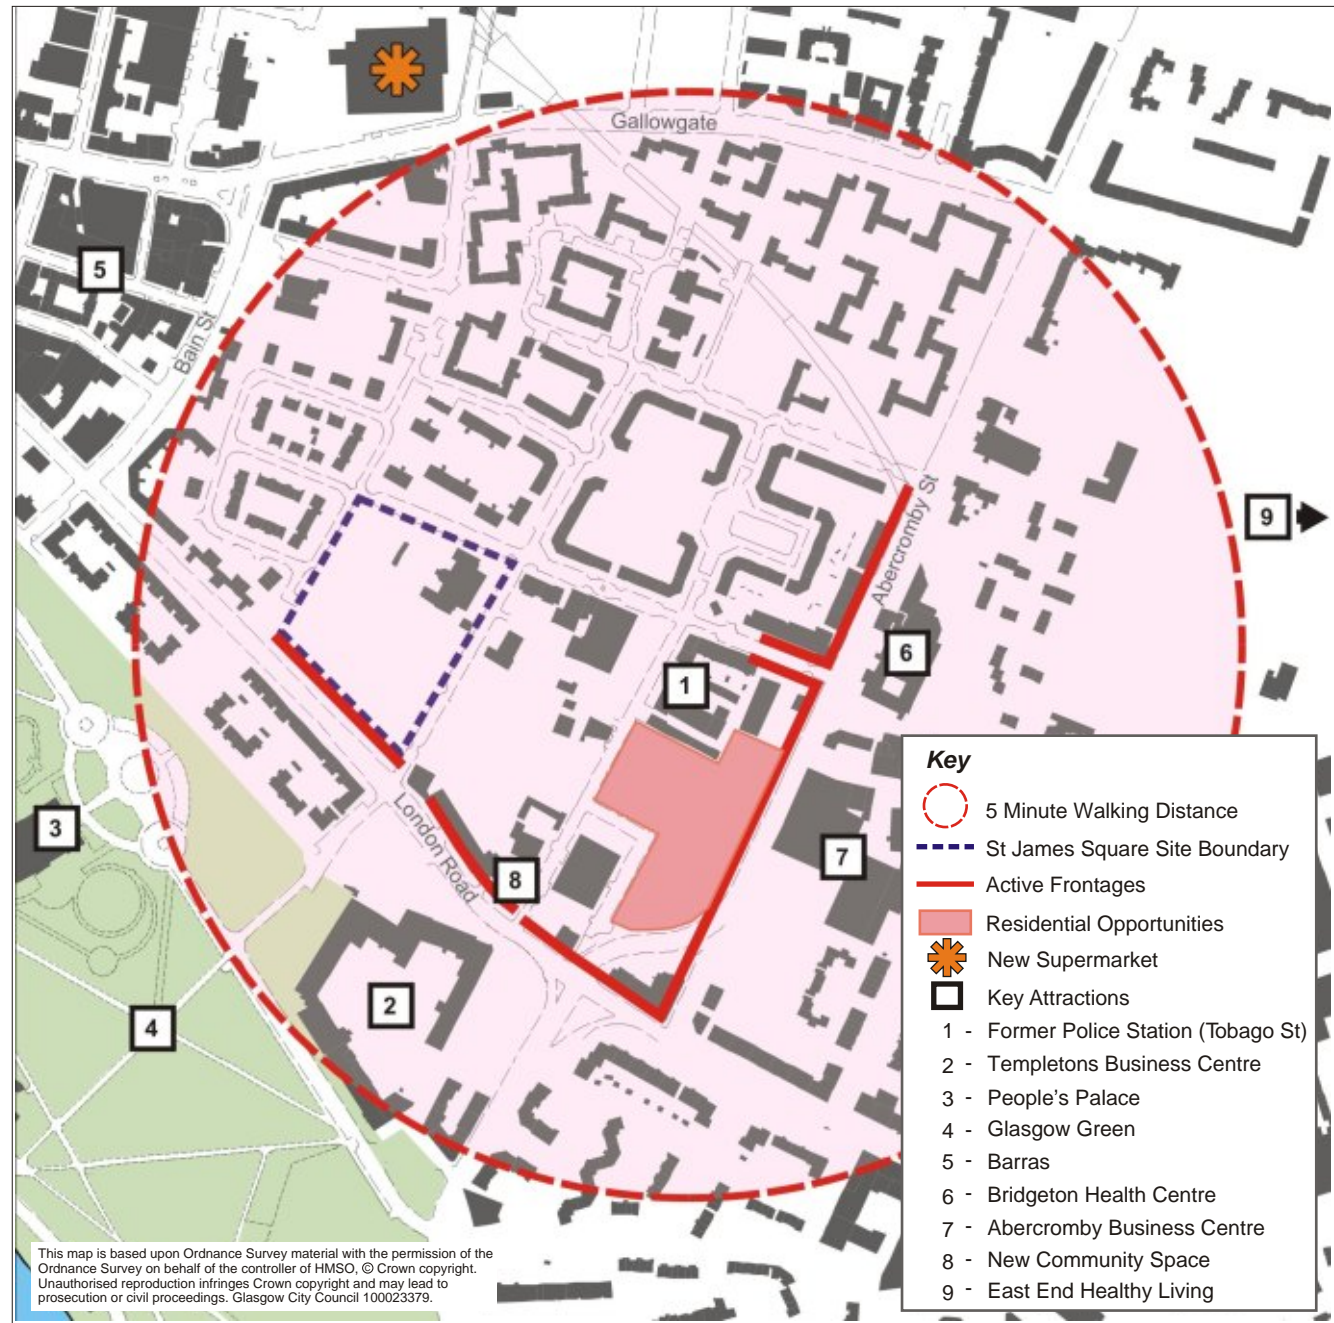 Gallowgate
5
Bain St
9
Abercromby St
6
1
3
London Road
7
8
2
4
Key
5 Minute Walking Distance
St James Square Site Boundary
Active Frontages
Residential Opportunities
New Supermarket
Key Attractions
1 - Former Police Station (Tobago St)
2 - Templetons Business Centre
3 - People's Palace
4 - Glasgow Green
5 - Barras
6 - Bridgeton Health Centre
7 - Abercromby Business Centre
8 - New Community Space
9 - East End Healthy Living
This map is based upon Ordnance Survey material with the permission of the
Ordnance Survey on behalf of the controller of HMSO, © Crown copyright.
Unauthorised reproduction infringes Crown copyright and may lead to
prosecution or civil proceedings. Glasgow City Council 100023379.